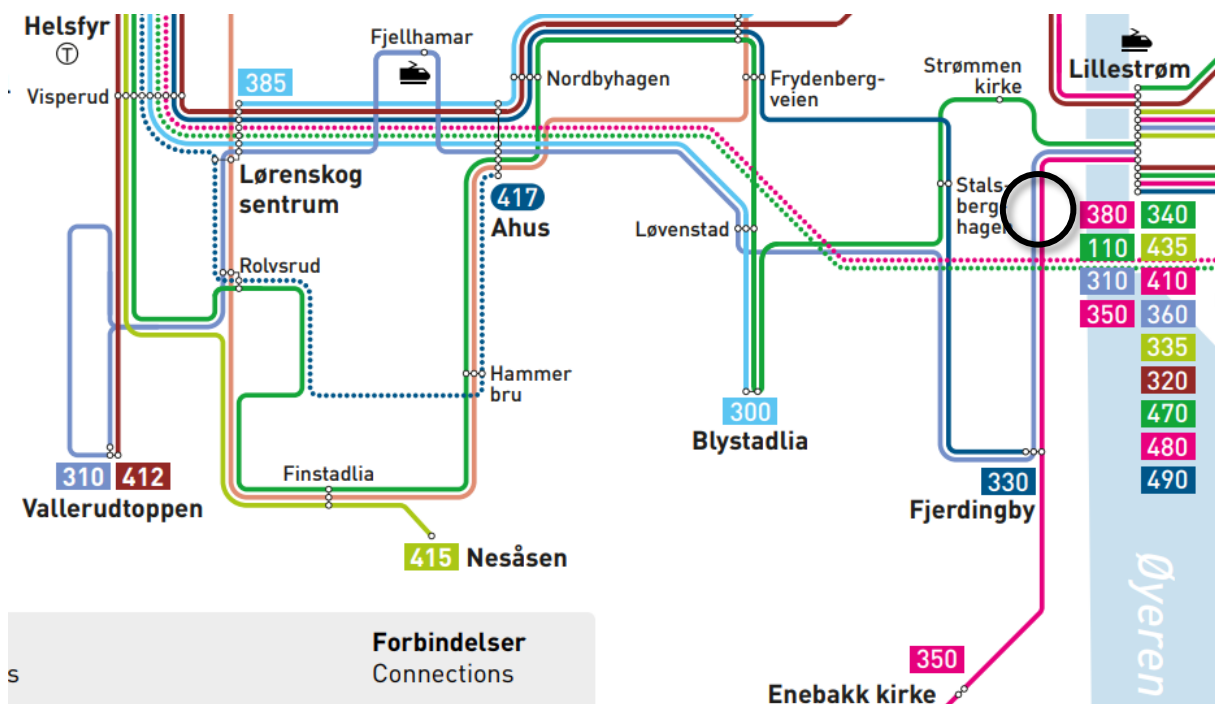 Helsfyr
T
Visperud
385
Fjellhamar
Nordbyhagen
Frydenberg-
veien
Strømmen
kirke
Lillestrøm
Lørenskog
sentrum
417
Ahus
Løvenstad
Stals-
berg-
hagen
380 340
110 435
310 410
350 360
335
320
470
480
490
Rolvsrud
Hammer
bru
300
Blystadlia
310 412
Vallerudtoppen
Finstadlia
330
Fjerdingby
415 Nesåsen
Øyeren
Forbindelser
s Connections
350
Enebakk kirke